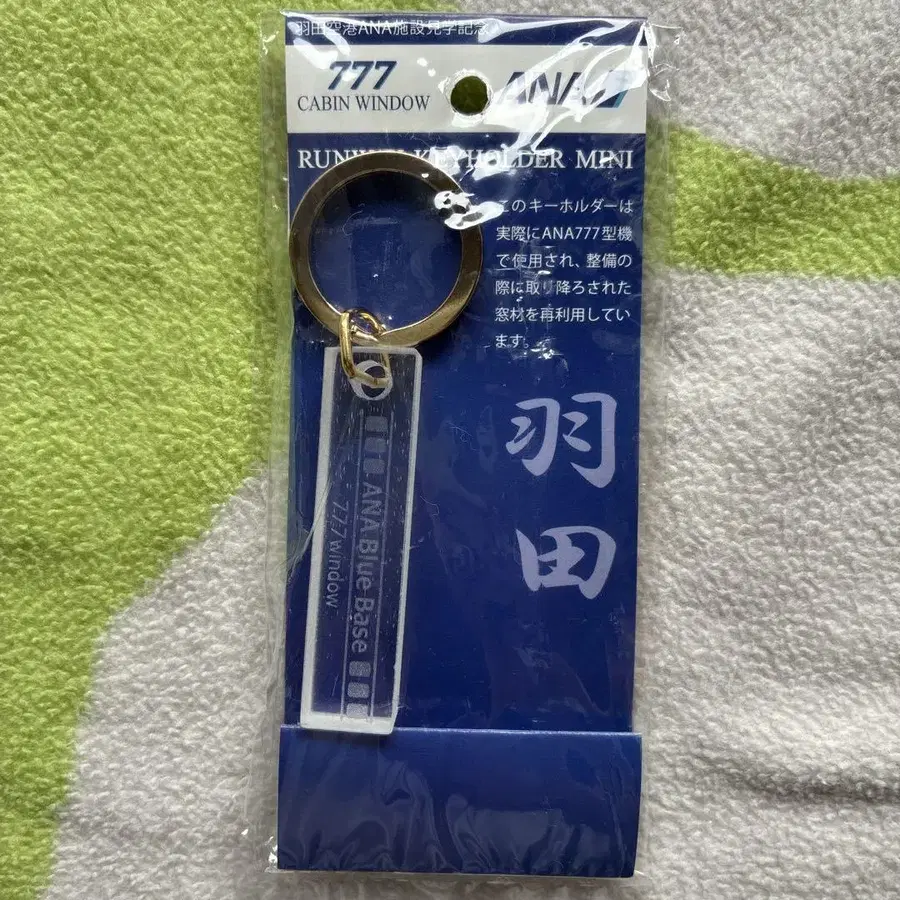 羽田空港ANA施設見学記念
777
CABIN WINDOW
ANA
RUNWAY KEYHOLDER MINI
このキーホルダーは
実際にANA777型機
で使用され、整備の
際に取り降ろされた
窓材を再利用してい
ます。
羽田
ANA Blue Base
777 window